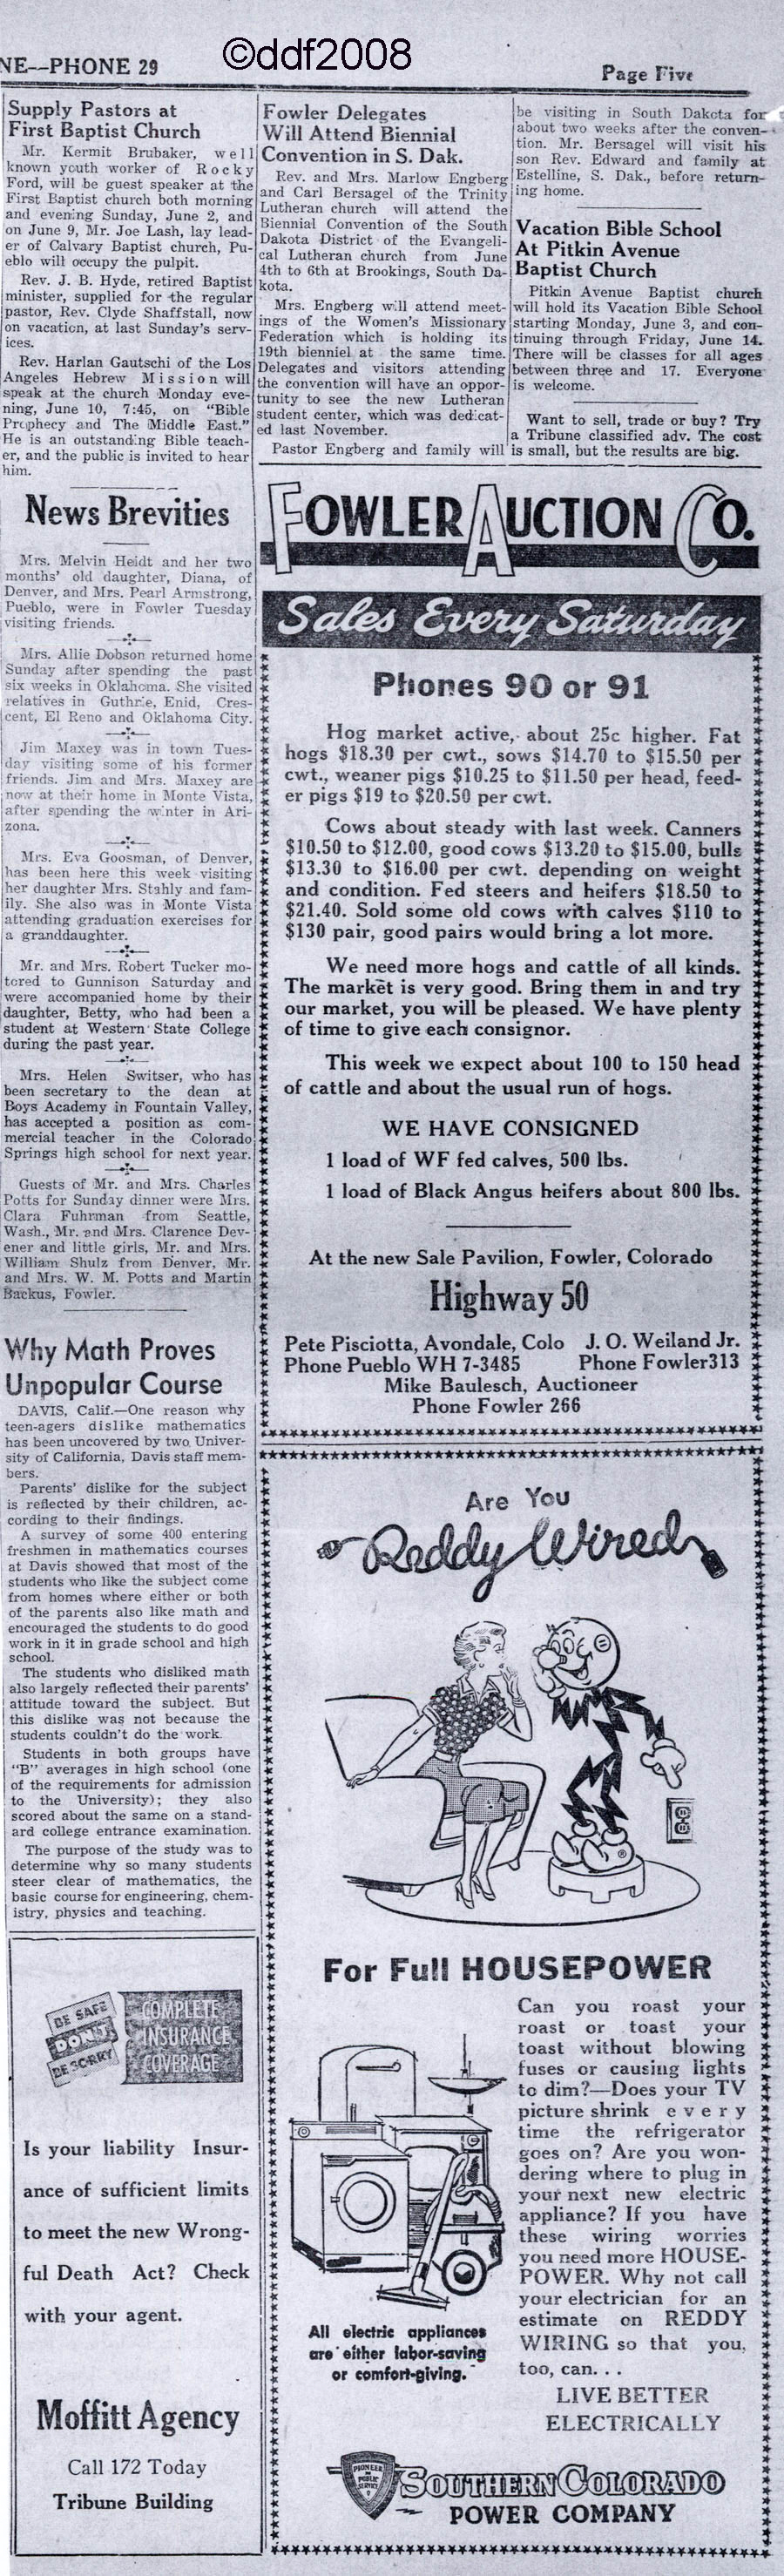 ©ddf2008
NE--PHONE 29
Page Five
Supply Pastors at
First Baptist Church
Mr. Kermit Brubaker, well
known youth worker of Rocky
Ford, will be guest speaker at the
First Baptist church both morning
and evening Sunday, June 2, and
on June 9, Mr. Joe Lash, lay lead-
er of Calvary Baptist church, Pu-
eblo will occupy the pulpit.
Rev. J. B. Hyde, retired Baptist
minister, supplied for the regular
pastor, Rev. Clyde Shaffstall, now
on vacation, at last Sunday's serv-
ices.
Rev. Harlan Gautschi of the Los
Angeles Hebrew Mission will
speak at the church Monday eve-
ning, June 10, 7:45, on "Bible
Prophecy and The Middle East."
He is an outstanding Bible teach-
er, and the public is invited to hear
him.
News Brevities
Mrs. Melvin Heidt and her two
months' old daughter, Diana, of
Denver, and Mrs. Pearl Armstrong,
Pueblo, were in Fowler Tuesday
visiting friends.
Mrs. Allie Dobson returned home
Sunday after spending the past
six weeks in Oklahoma. She visited
relatives in Guthrie, Enid, Cres-
cent, El Reno and Oklahoma City.
Jim Maxey was in town Tues-
day visiting some of his former
friends. Jim and Mrs. Maxey are
now at their home in Monte Vista,
after spending the winter in Ari-
zona.
Mrs. Eva Goosman, of Denver,
has been here this week visiting
her daughter Mrs. Stahly and fam-
ily. She also was in Monte Vista
attending graduation exercises for
a granddaughter.
Mr. and Mrs. Robert Tucker mo-
tored to Gunnison Saturday and
were accompanied home by their
daughter, Betty, who had been a
student at Western State College
during the past year.
Mrs. Helen Switser, who has
been secretary to the dean at
Boys Academy in Fountain Valley,
has accepted a position as com-
mercial teacher in the Colorado
Springs high school for next year.
Guests of Mr. and Mrs. Charles
Potts for Sunday dinner were Mrs.
Clara Fuhrman from Seattle,
Wash., Mr. and Mrs. Clarence Dev-
ener and little girls, Mr. and Mrs.
William Shulz from Denver, Mr.
and Mrs. W. M. Potts and Martin
Backus, Fowler.
Why Math Proves
Unpopular Course
DAVIS, Calif.—One reason why
teen-agers dislike mathematics
has been uncovered by two Univer-
sity of California, Davis staff mem-
bers.
Parents' dislike for the subject
is reflected by their children, ac-
cording to their findings.
A survey of some 400 entering
freshmen in mathematics courses
at Davis showed that most of the
students who like the subject come
from homes where either or both
of the parents also like math and
encouraged the students to do good
work in it in grade school and high
school.
The students who disliked math
also largely reflected their parents'
attitude toward the subject. But
this dislike was not because the
students couldn't do the work.
Students in both groups have
"B" averages in high school (one
of the requirements for admission
to the University); they also
scored about the same on a stand-
ard college entrance examination.
The purpose of the study was to
determine why so many students
steer clear of mathematics, the
basic course for engineering, chem-
istry, physics and teaching.
BE SAFE
DON'T
BE SORRY
COMPLETE
INSURANCE
COVERAGE
Is your liability Insur-
ance of sufficient limits
to meet the new Wrong-
ful Death Act? Check
with your agent.
Moffitt Agency
Call 172 Today
Tribune Building
Fowler Delegates
Will Attend Biennial
Convention in S. Dak.
Rev. and Mrs. Marlow Engberg
and Carl Bersagel of the Trinity
Lutheran church will attend the
Biennial Convention of the South
Dakota District of the Evangeli-
cal Lutheran church from June
4th to 6th at Brookings, South Da-
kota.
Mrs. Engberg will attend meet-
ings of the Women's Missionary
Federation which is holding its
19th bienniel at the same time.
Delegates and visitors attending
the convention will have an oppor-
tunity to see the new Lutheran
student center, which was dedicat-
ed last November.
Pastor Engberg and family will
be visiting in South Dakota for
about two weeks after the conven-
tion. Mr. Bersagel will visit his
son Rev. Edward and family at
Estelline, S. Dak., before return-
ing home.
Vacation Bible School
At Pitkin Avenue
Baptist Church
Pitkin Avenue Baptist church
will hold its Vacation Bible School
starting Monday, June 3, and con-
tinuing through Friday, June 14.
There will be classes for all ages
between three and 17. Everyone
is welcome.
Want to sell, trade or buy? Try
a Tribune classified adv. The cost
is small, but the results are big.
FOWLER AUCTION CO.
Sales Every Saturday
Phones 90 or 91
Hog market active, about 25c higher. Fat
hogs $18.30 per cwt., sows $14.70 to $15.50 per
cwt., weaner pigs $10.25 to $11.50 per head, feed-
er pigs $19 to $20.50 per cwt.
Cows about steady with last week. Canners
$10.50 to $12.00, good cows $13.20 to $15.00, bulls
$13.30 to $16.00 per cwt. depending on weight
and condition. Fed steers and heifers $18.50 to
$21.40. Sold some old cows with calves $110 to
$130 pair, good pairs would bring a lot more.
We need more hogs and cattle of all kinds.
The market is very good. Bring them in and try
our market, you will be pleased. We have plenty
of time to give each consignor.
This week we expect about 100 to 150 head
of cattle and about the usual run of hogs.
WE HAVE CONSIGNED
1 load of WF fed calves, 500 lbs.
1 load of Black Angus heifers about 800 lbs.
At the new Sale Pavilion, Fowler, Colorado
Highway 50
Pete Pisciotta, Avondale, Colo J. O. Weiland Jr.
Phone Pueblo WH 7-3485 Phone Fowler313
Mike Baulesch, Auctioneer
Phone Fowler 266
Are You
Reddy Wired
For Full HOUSEPOWER
Can you roast your
roast or toast your
toast without blowing
fuses or causing lights
to dim?—Does your TV
picture shrink every
time the refrigerator
goes on? Are you won-
dering where to plug in
your next new electric
appliance? If you have
these wiring worries
you need more HOUSE-
POWER. Why not call
your electrician for an
estimate on REDDY
WIRING so that you,
too, can. . .
LIVE BETTER
ELECTRICALLY
All electric appliances
are either labor-saving
or comfort-giving.
PIONEER
IN
PUBLIC
SERVICE
SOUTHERN COLORADO
POWER COMPANY